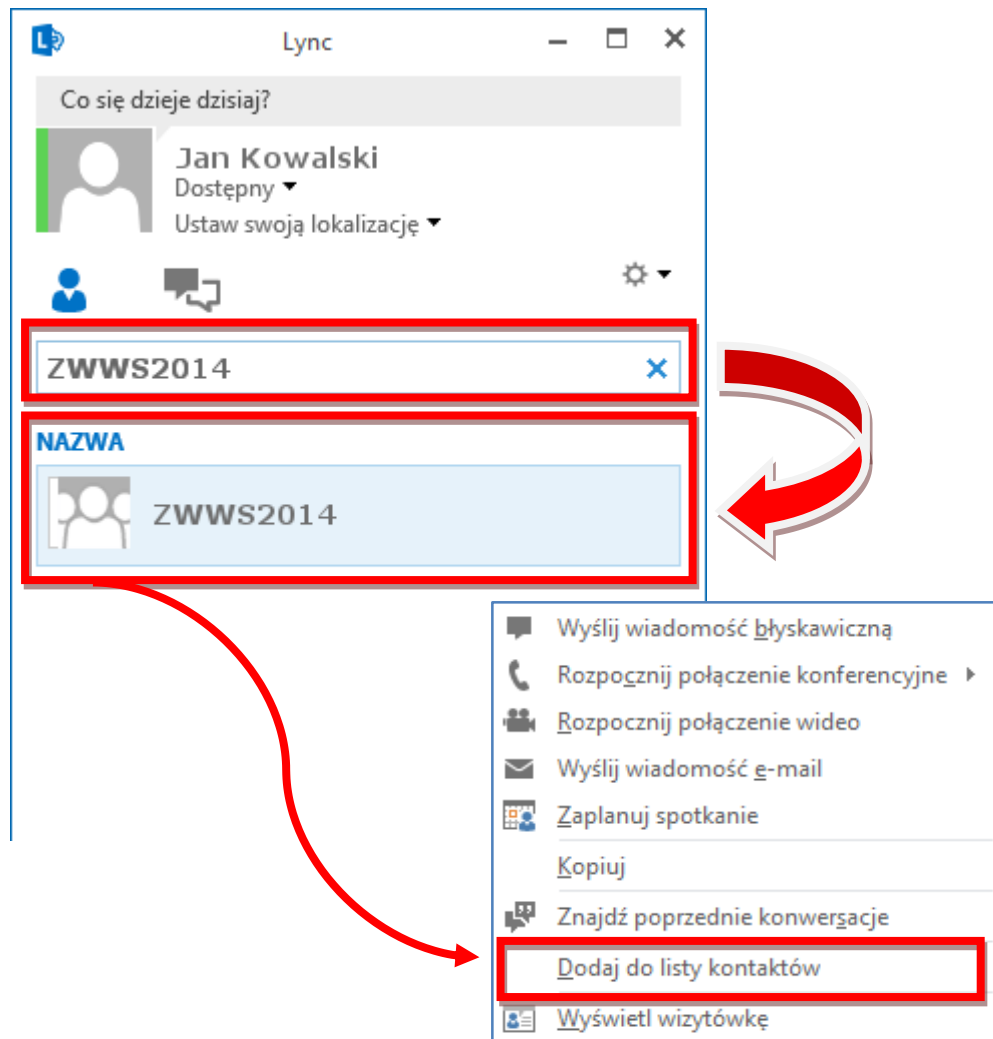 Lync
Co się dzieje dzisiaj?
Jan Kowalski
Dostępny
Ustaw swoją lokalizację
ZWWS2014
NAZWA
ZWWS2014
Wyślij wiadomość błyskawiczną
Rozpocznij połączenie konferencyjne
Rozpocznij połączenie wideo
Wyślij wiadomość e-mail
Zaplanuj spotkanie
Kopiuj
Znajdź poprzednie konwersacje
Dodaj do listy kontaktów
Wyświetl wizytówkę